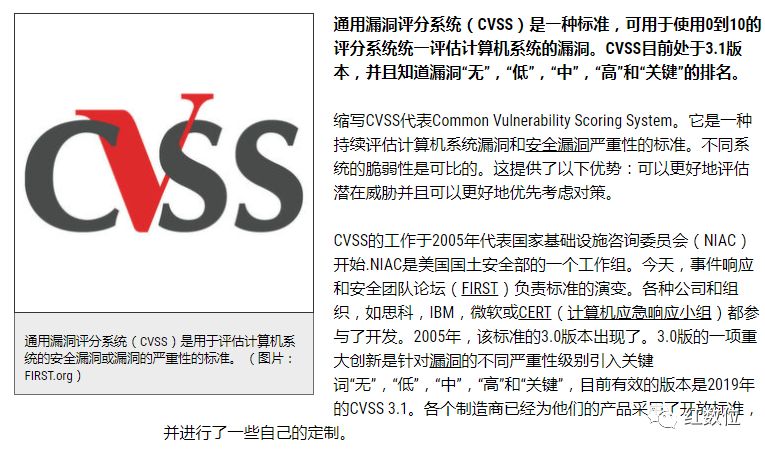 CVSS
通用漏洞评分系统（CVSS）是用于评估计算机系
统的安全漏洞或漏洞的严重性的标准。（图片：
FIRST.org）
通用漏洞评分系统（CVSS）是一种标准，可用于使用0到10的
评分系统统一评估计算机系统的漏洞。CVSS目前处于3.1版
本，并且知道漏洞“无”，“低”，“中”，“高”和“关键”的排名。
缩写CVSS代表Common Vulnerability Scoring System。它是一种
持续评估计算机系统漏洞和安全漏洞严重性的标准。不同系
统的脆弱性是可比的。这提供了以下优势：可以更好地评估
潜在威胁并且可以更好地优先考虑对策。
CVSS的工作于2005年代表国家基础设施咨询委员会（NIAC）
开始.NIAC是美国国土安全部的一个工作组。今天，事件响应
和安全团队论坛（FIRST）负责标准的演变。各种公司和组
织，如思科，IBM，微软或CERT（计算机应急响应小组）都参
与了开发。2005年，该标准的3.0版本出现了。3.0版的一项重
大创新是针对漏洞的不同严重性级别引入关键
词“无”，“低”，“中”，“高”和“关键”，目前有效的版本是2019年
的CVSS 3.1。各个制造商已经为他们的产品采写了开放标准，
并进行了一些自己的定制。
红数位